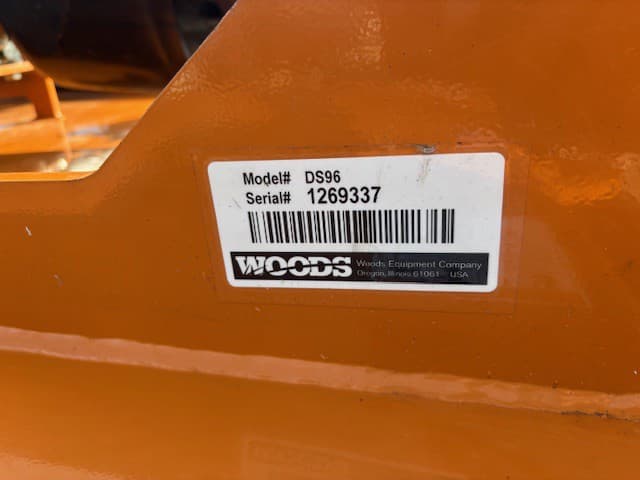 Model# DS96
Serial# 1269337
WOODS
Woods Equipment Company
Oregon, Illinois 61061 USA